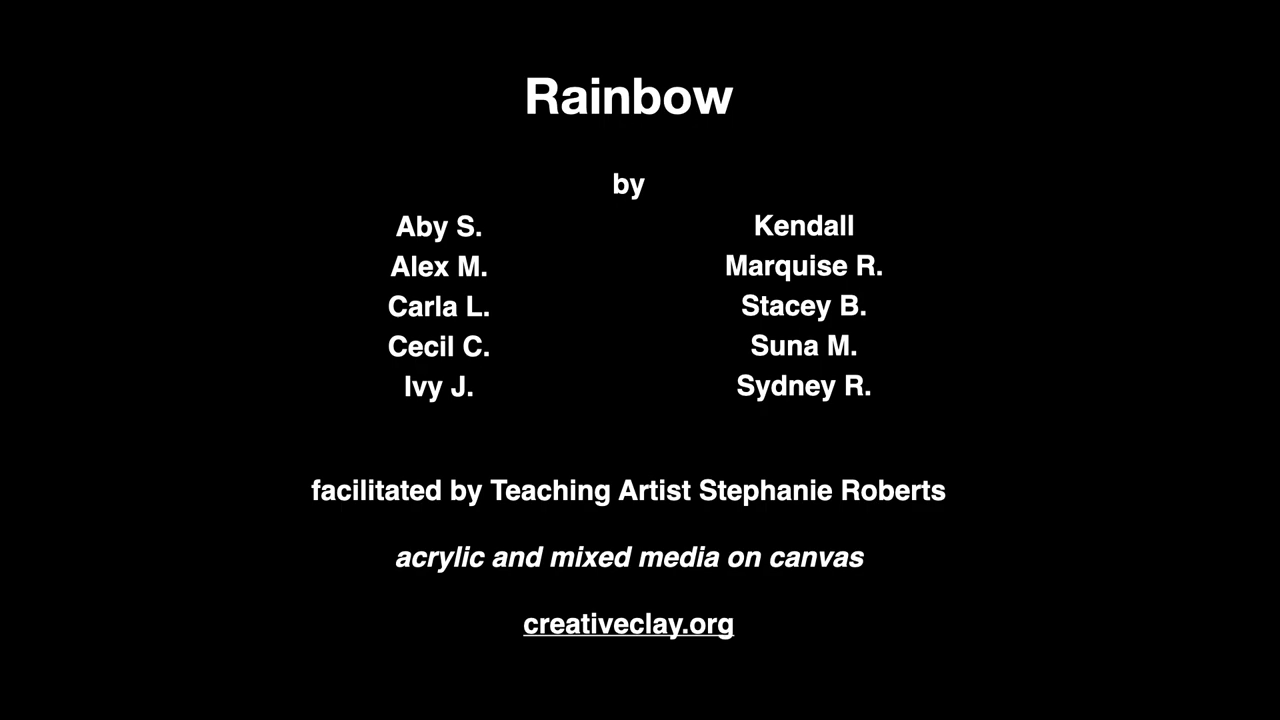 Rainbow
by
Aby S.
Alex M.
Carla L.
Cecil C.
Ivy J.
Kendall
Marquise R.
Stacey B.
Suna M.
Sydney R.
facilitated by Teaching Artist Stephanie Roberts
acrylic and mixed media on canvas
creativeclay.org